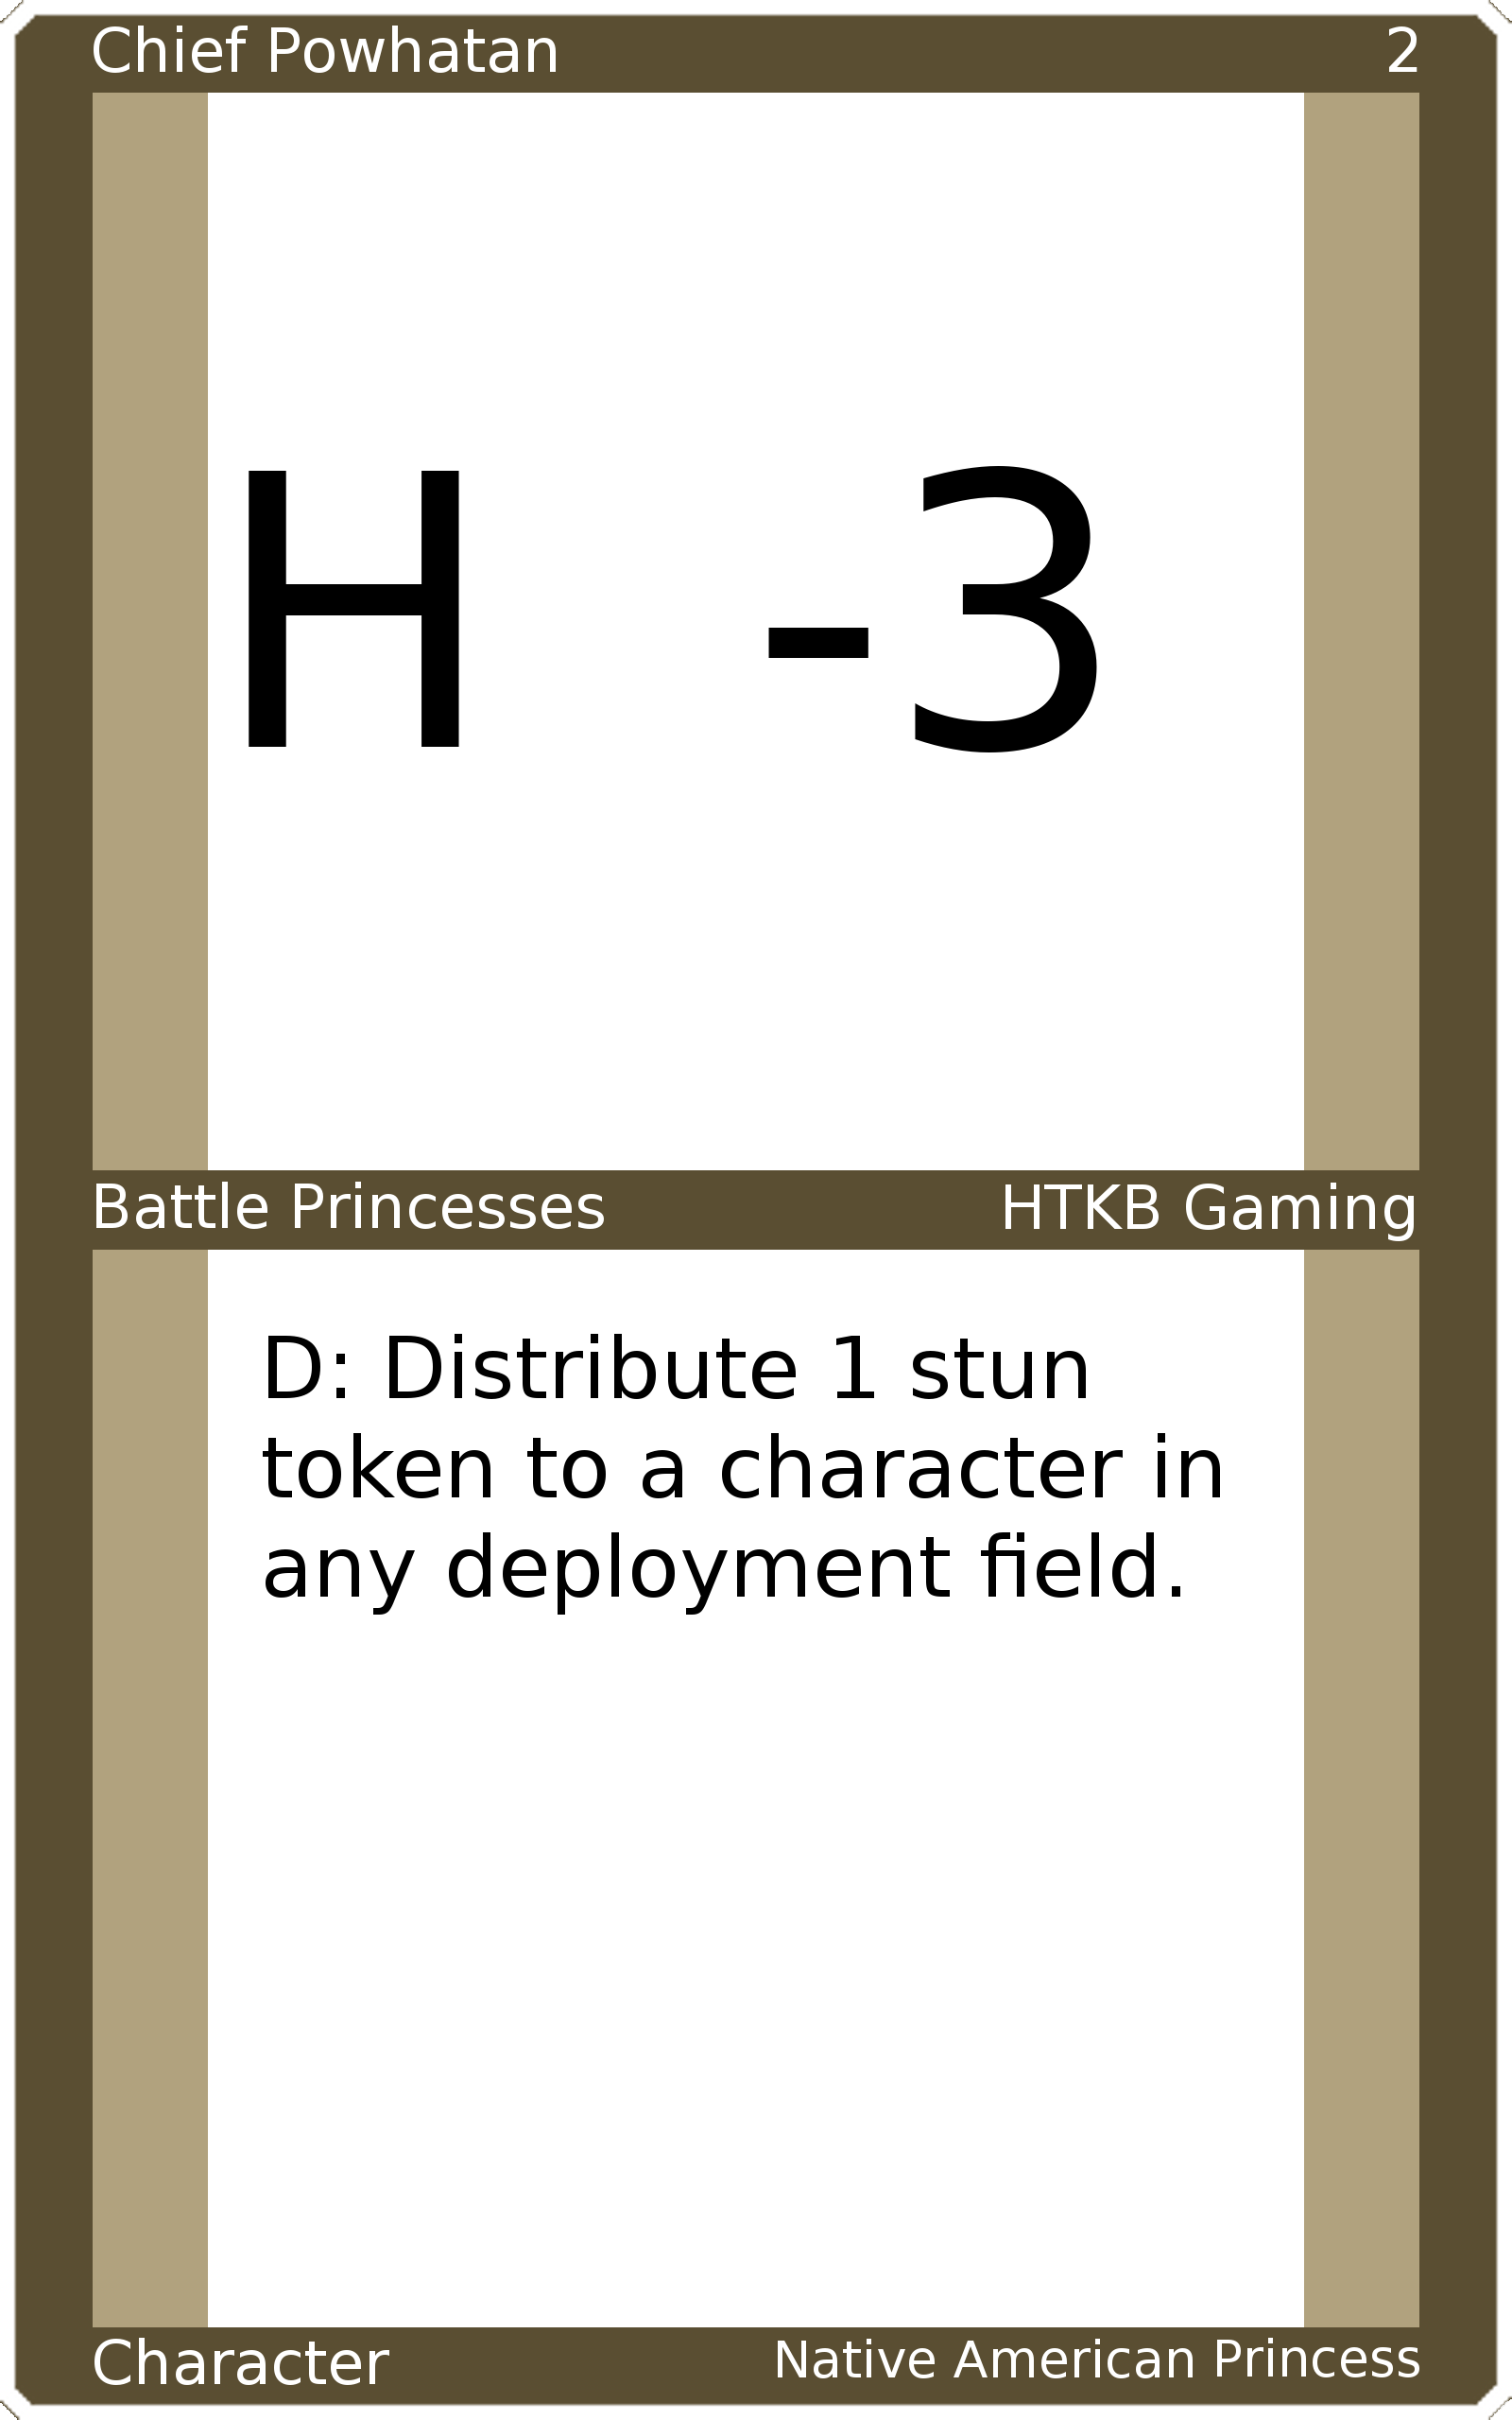 Chief Powhatan 2
H -3
Battle Princesses HTKB Gaming
D: Distribute 1 stun
token to a character in
any deployment field.
Character Native American Princess